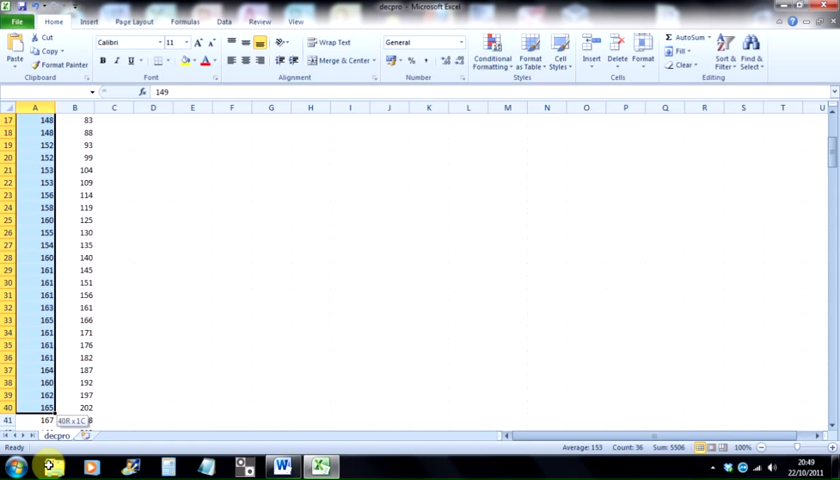 decpro - Microsoft Excel
File Home Insert Page Layout Formulas Data Review View
Paste Cut Copy Format Painter Clipboard
Calibri 11 Font
Wrap Text Merge & Center Alignment
General Number
Conditional Formatting Format as Table Cell Styles Styles
Insert Delete Format Cells
AutoSum Fill Clear Sort & Filter Find & Select Editing
fx 149
A B C D E F G H I J K L M N O P Q R S T U
17 148 83
18 148 88
19 152 93
20 152 99
21 153 104
22 153 109
23 156 114
24 158 119
25 160 125
26 155 130
27 154 135
28 160 140
29 161 145
30 161 151
31 161 156
32 163 161
33 165 166
34 161 171
35 161 176
36 161 182
37 164 187
38 160 192
39 162 197
40 165 202
41 167 8
40R x 1C
decpro
Ready Average: 153 Count: 36 Sum: 5506 100%
20:49
22/10/2011